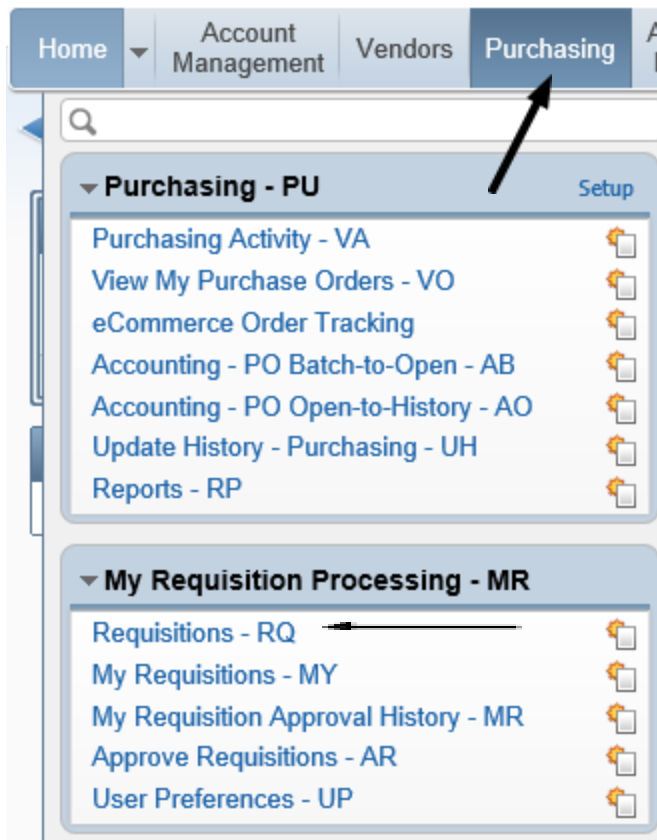 Home
Account
Management
Vendors
Purchasing
A
Purchasing - PU
Setup
Purchasing Activity - VA
View My Purchase Orders - VO
eCommerce Order Tracking
Accounting - PO Batch-to-Open - AB
Accounting - PO Open-to-History - AO
Update History - Purchasing - UH
Reports - RP
My Requisition Processing - MR
Requisitions - RQ
My Requisitions - MY
My Requisition Approval History - MR
Approve Requisitions - AR
User Preferences - UP